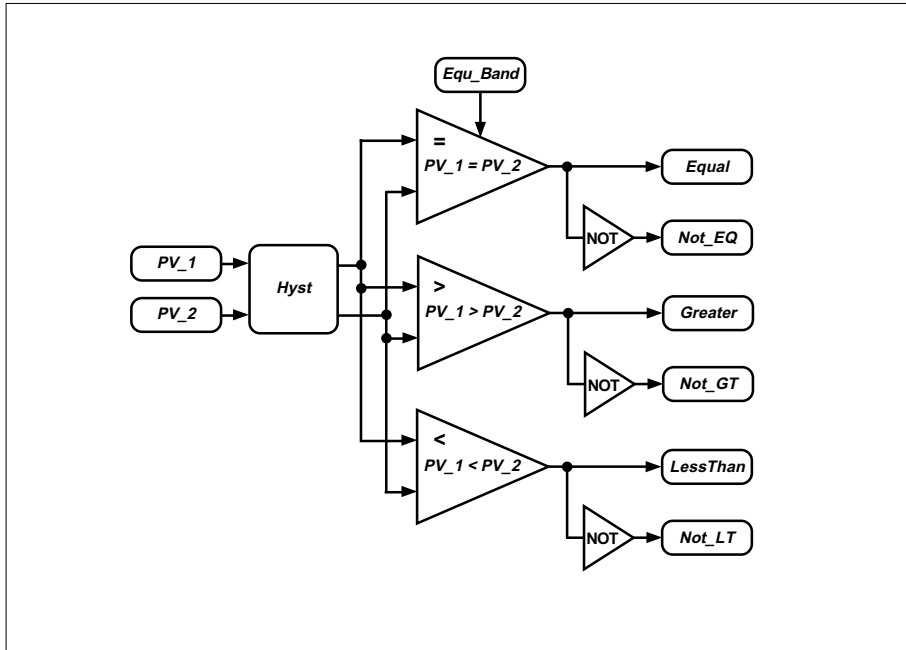 Equ_Band
=
PV_1 = PV_2
Equal
NOT
Not_EQ
PV_1
PV_2
Hyst
>
PV_1 > PV_2
Greater
NOT
Not_GT
<
PV_1 < PV_2
LessThan
NOT
Not_LT